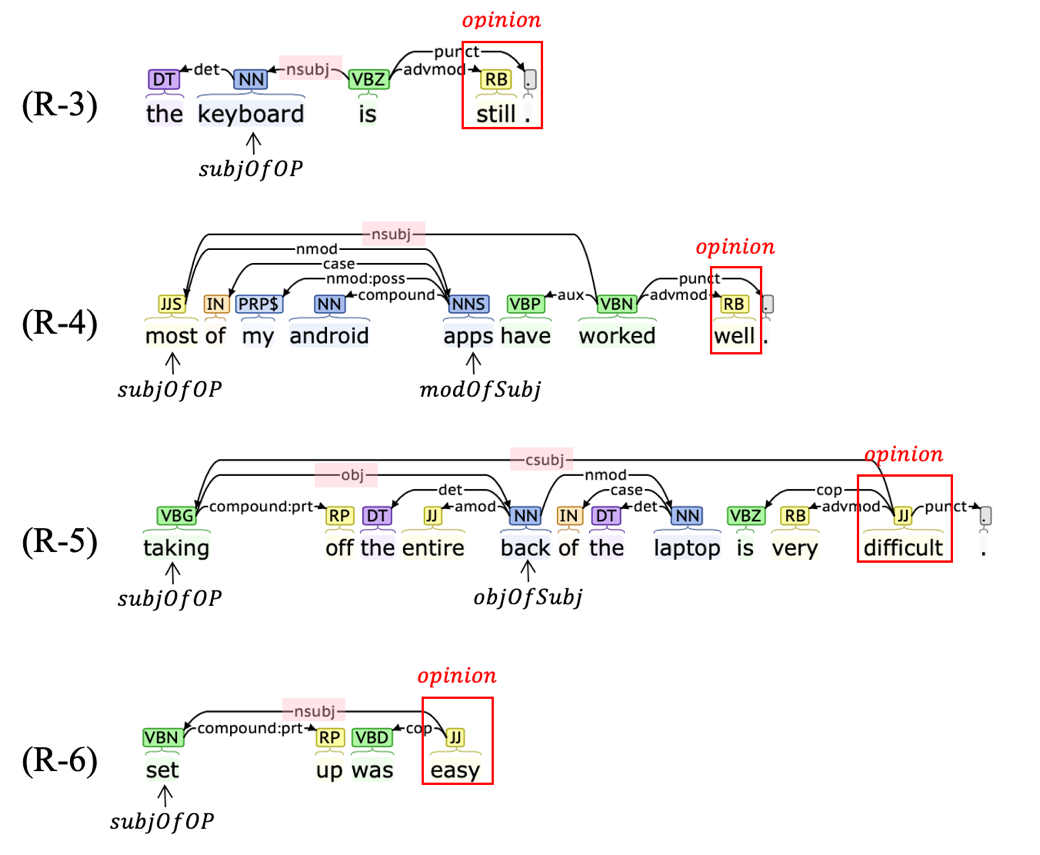 opinion
punct
det nsubj advmod
DT NN VBZ RB .
(R-3) the keyboard is still .
subjOfOP
nsubj
opinion
nmod
case
nmod:poss punct
compound aux advmod
JJS IN PRP$ NN NNS VBP VBN RB .
(R-4) most of my android apps have worked well .
subjOfOP modOfSubj
csubj opinion
obj nmod
det case cop
compound:prt amod det advmod punct
VBG RP DT JJ NN IN DT NN VBZ RB JJ .
(R-5) taking off the entire back of the laptop is very difficult .
subjOfOP objOfSubj
opinion
nsubj
compound:prt cop
VBN RP VBD JJ
(R-6) set up was easy
subjOfOP